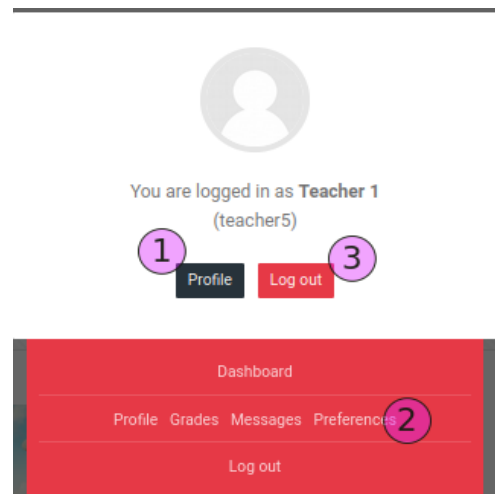 You are logged in as Teacher 1
(teacher5)
1
3
Profile Log out
Dashboard
Profile Grades Messages Preferences 2
Log out